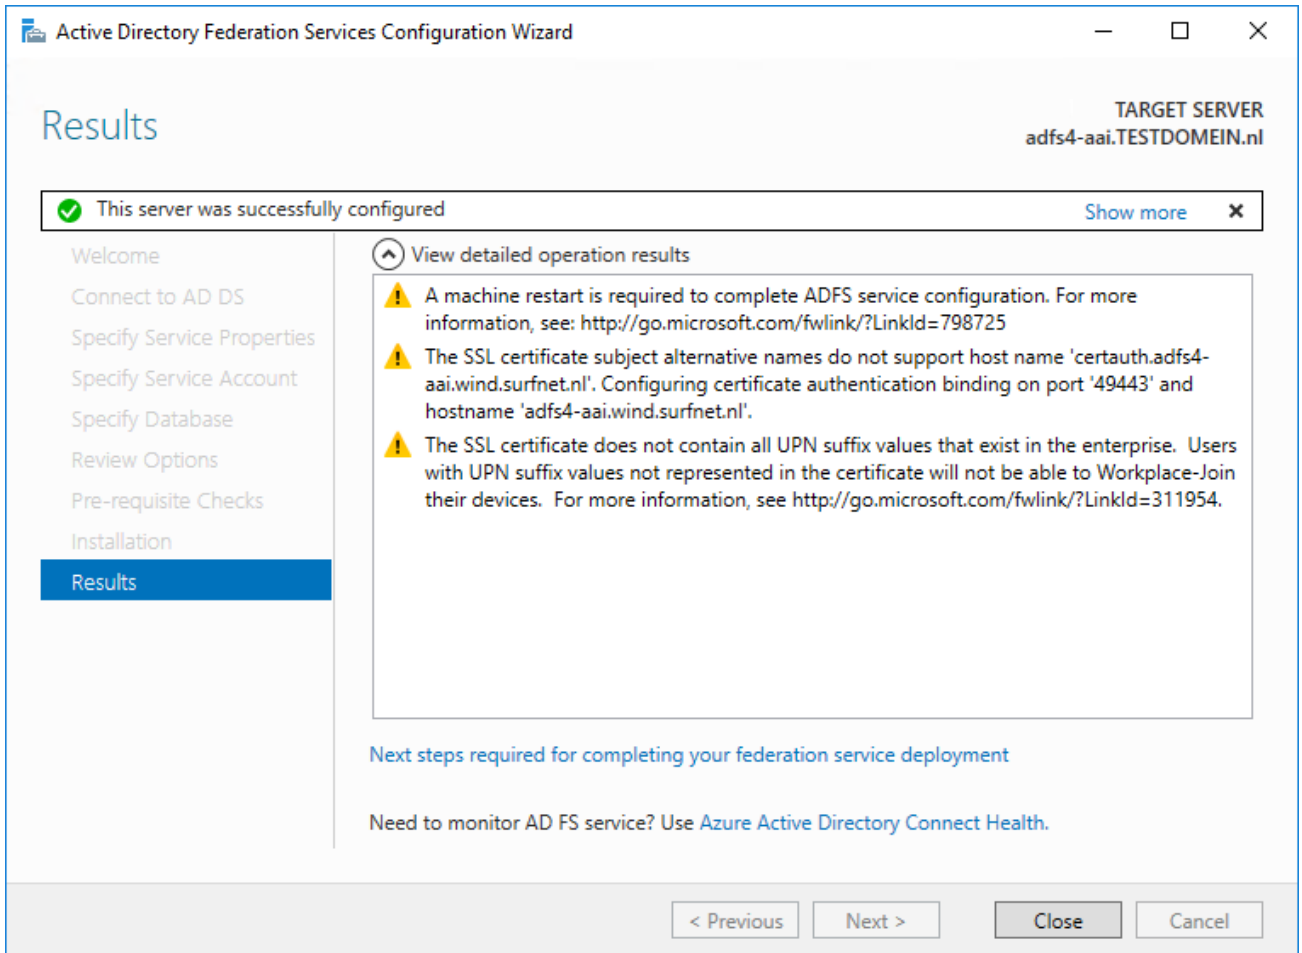 Active Directory Federation Services Configuration Wizard
Results
TARGET SERVER
adfs4-aai.TESTDOMEIN.nl
This server was successfully configured
Show more
Welcome
Connect to AD DS
Specify Service Properties
Specify Service Account
Specify Database
Review Options
Pre-requisite Checks
Installation
Results
View detailed operation results
A machine restart is required to complete ADFS service configuration. For more
information, see: http://go.microsoft.com/fwlink/?LinkId=798725
The SSL certificate subject alternative names do not support host name 'certauth.adfs4-
aai.wind.surfnet.nl'. Configuring certificate authentication binding on port '49443' and
hostname 'adfs4-aai.wind.surfnet.nl'.
The SSL certificate does not contain all UPN suffix values that exist in the enterprise.  Users
with UPN suffix values not represented in the certificate will not be able to Workplace-Join
their devices.  For more information, see http://go.microsoft.com/fwlink/?LinkId=311954.
Next steps required for completing your federation service deployment
Need to monitor AD FS service? Use Azure Active Directory Connect Health.
< Previous
Next >
Close
Cancel